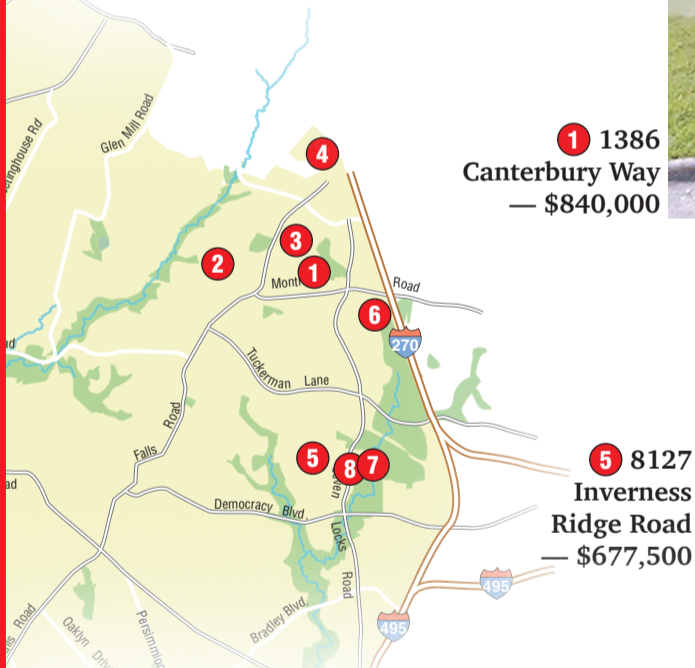 Glen Mill Road
4
1 1386
Canterbury Way
— $840,000
3
2
1
Road
6
270
Tuckerman Lane
Falls Road
5
8
7
5 8127
Inverness
Ridge Road
— $677,500
Democracy Blvd.
Locks
Road
495
495
Bradley Blvd.
Road
Oaklyn